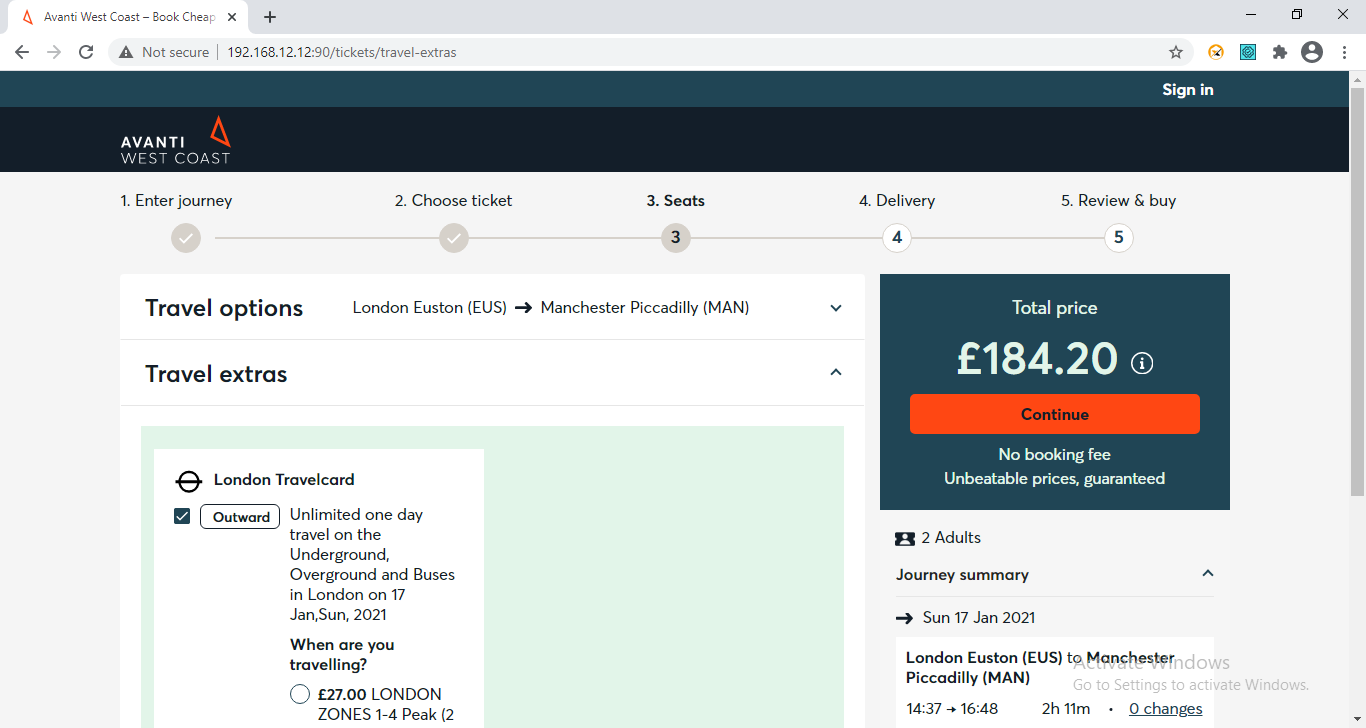 Avanti West Coast – Book Cheap
Not secure
192.168.12.12:90/tickets/travel-extras
Sign in
AVANTI
WEST COAST
1. Enter journey
2. Choose ticket
3. Seats
4. Delivery
5. Review & buy
3
4
5
Travel options
London Euston (EUS) → Manchester Piccadilly (MAN)
Travel extras
London Travelcard
Outward
Unlimited one day
travel on the
Underground,
Overground and Buses
in London on 17
Jan,Sun, 2021
When are you
travelling?
£27.00 LONDON
ZONES 1-4 Peak (2
Total price
£184.20
Continue
No booking fee
Unbeatable prices, guaranteed
2 Adults
Journey summary
→ Sun 17 Jan 2021
London Euston (EUS) to Manchester
Piccadilly (MAN)
14:37 → 16:48 2h 11m · 0 changes
Activate Windows
Go to Settings to activate Windows.